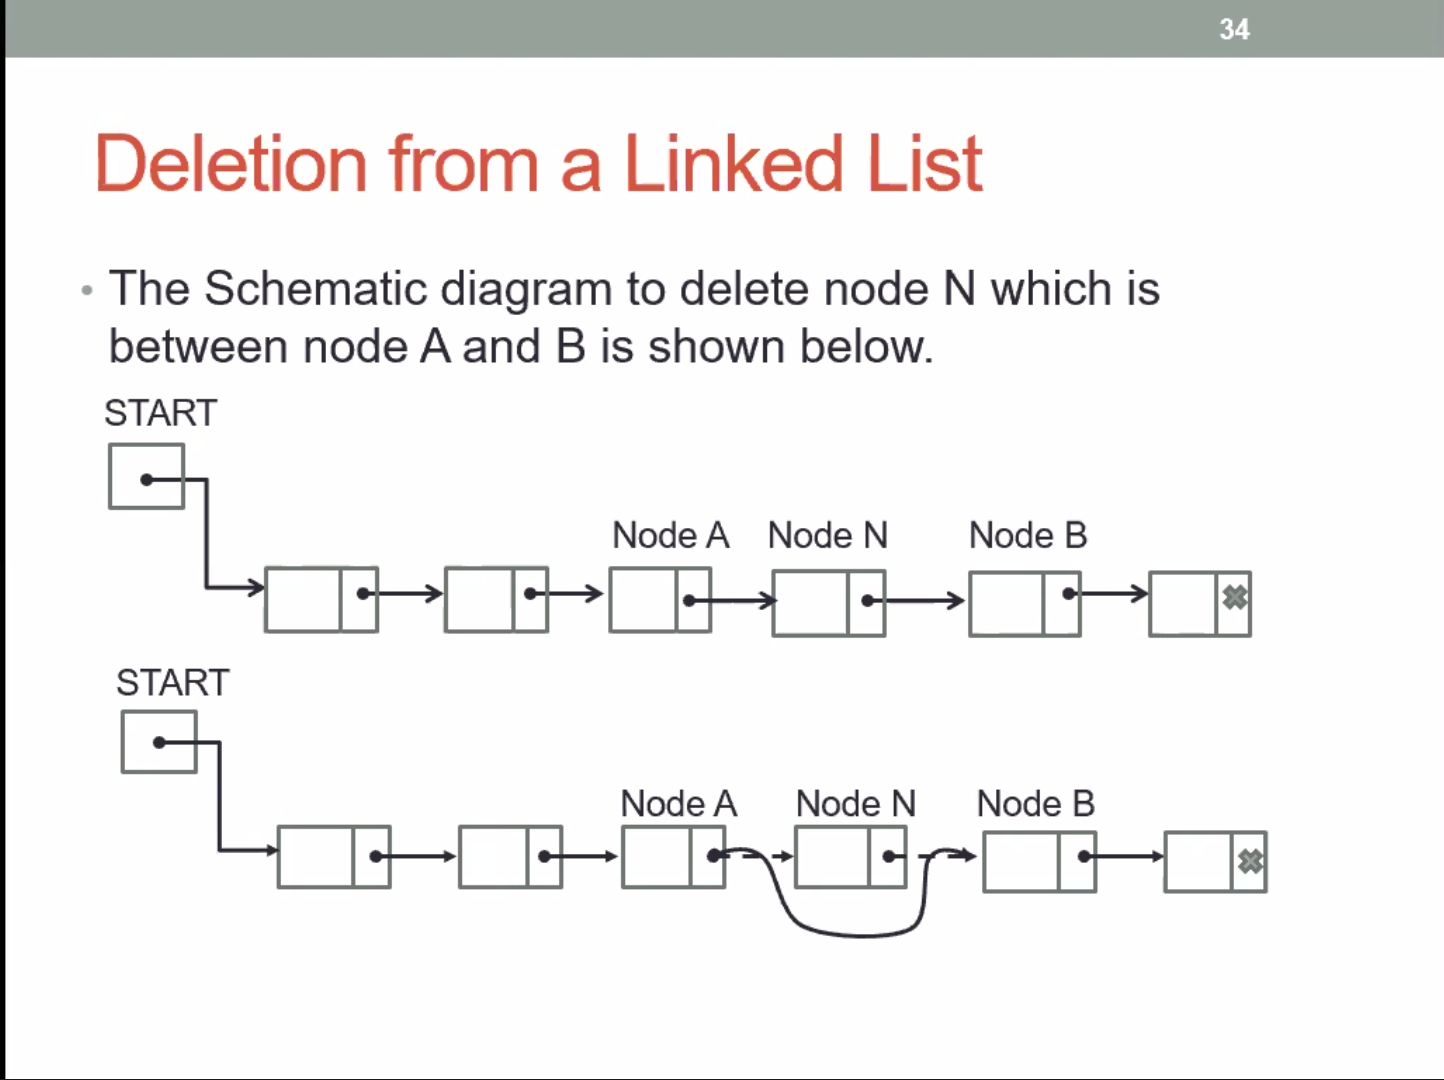 34
Deletion from a Linked List
• The Schematic diagram to delete node N which is
between node A and B is shown below.
START
Node A Node N Node B
START
Node A Node N Node B